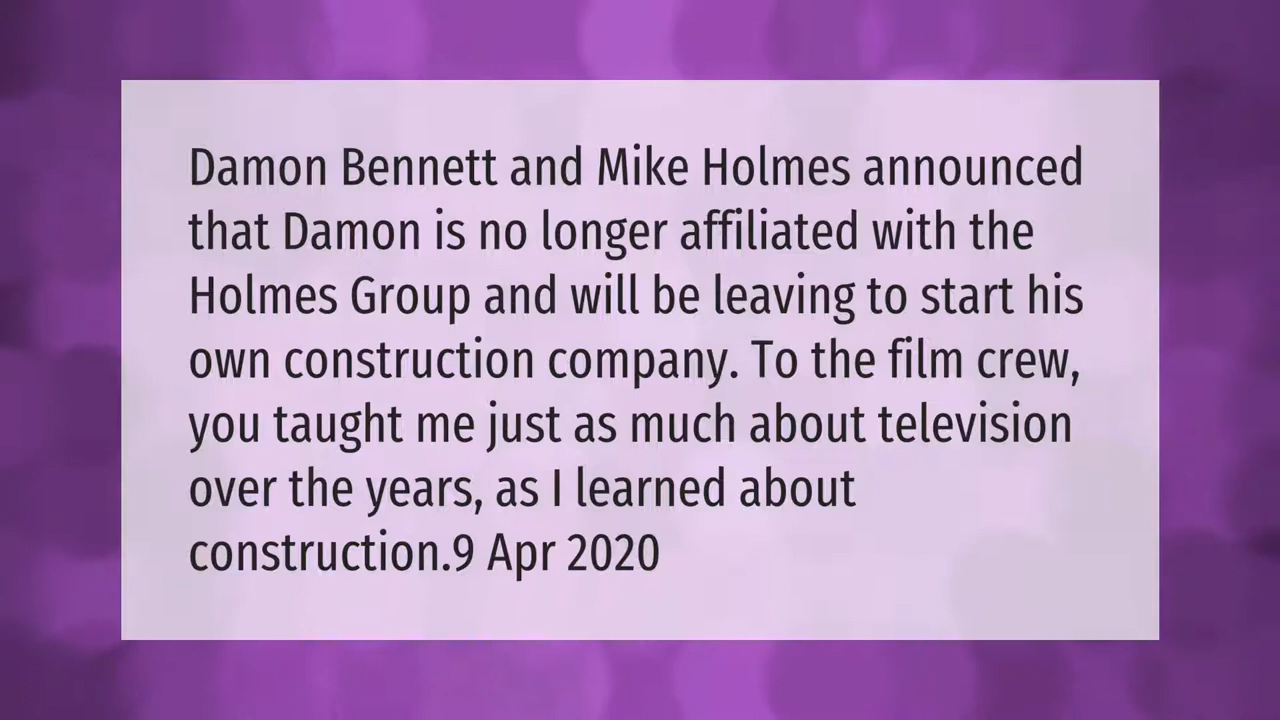 Damon Bennett and Mike Holmes announced
that Damon is no longer affiliated with the
Holmes Group and will be leaving to start his
own construction company. To the film crew,
you taught me just as much about television
over the years, as I learned about
construction.9 Apr 2020